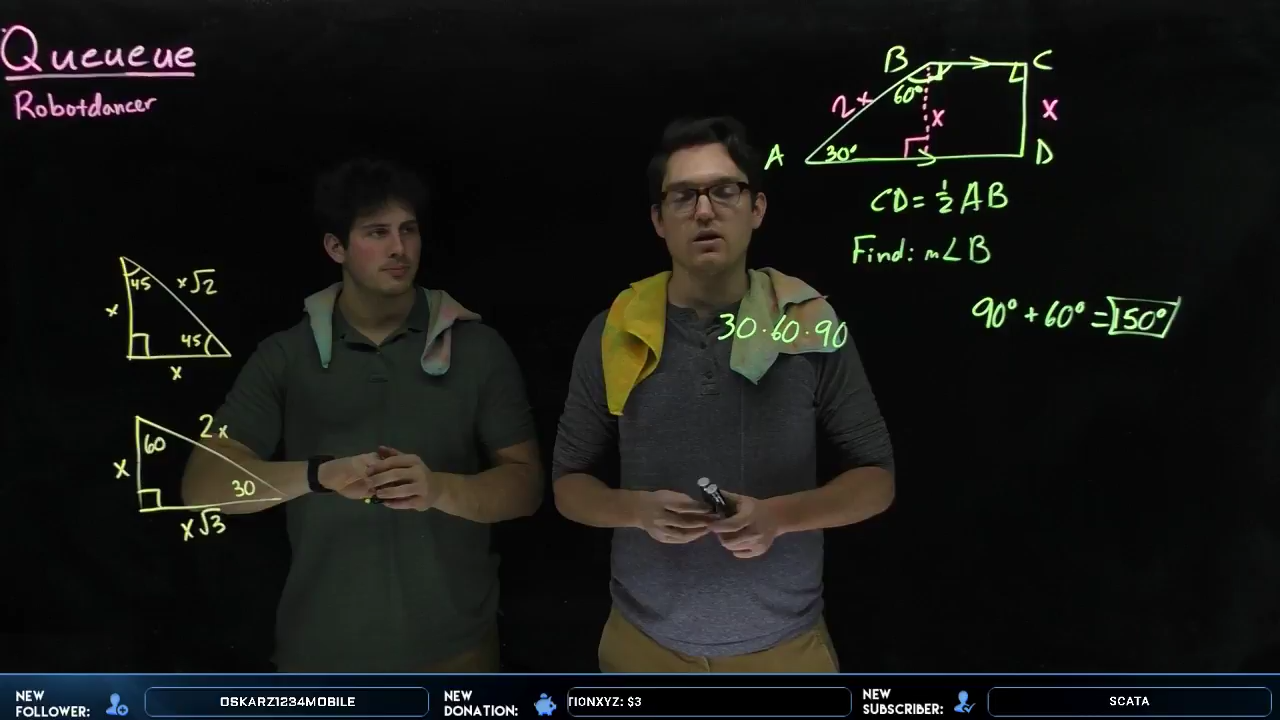 Queueue
Robotdancer
B
C
60°
2x
x
x
A
30°
D
CD = ½ AB
Find: m∠B
90° + 60° = 150°
30·60·90
45
x√2
x
45
x
60
2x
x
30
x√3
NEW FOLLOWER:
OSKARZ1234MOBILE
NEW DONATION:
TIONXYZ: $3
NEW SUBSCRIBER:
SCATA